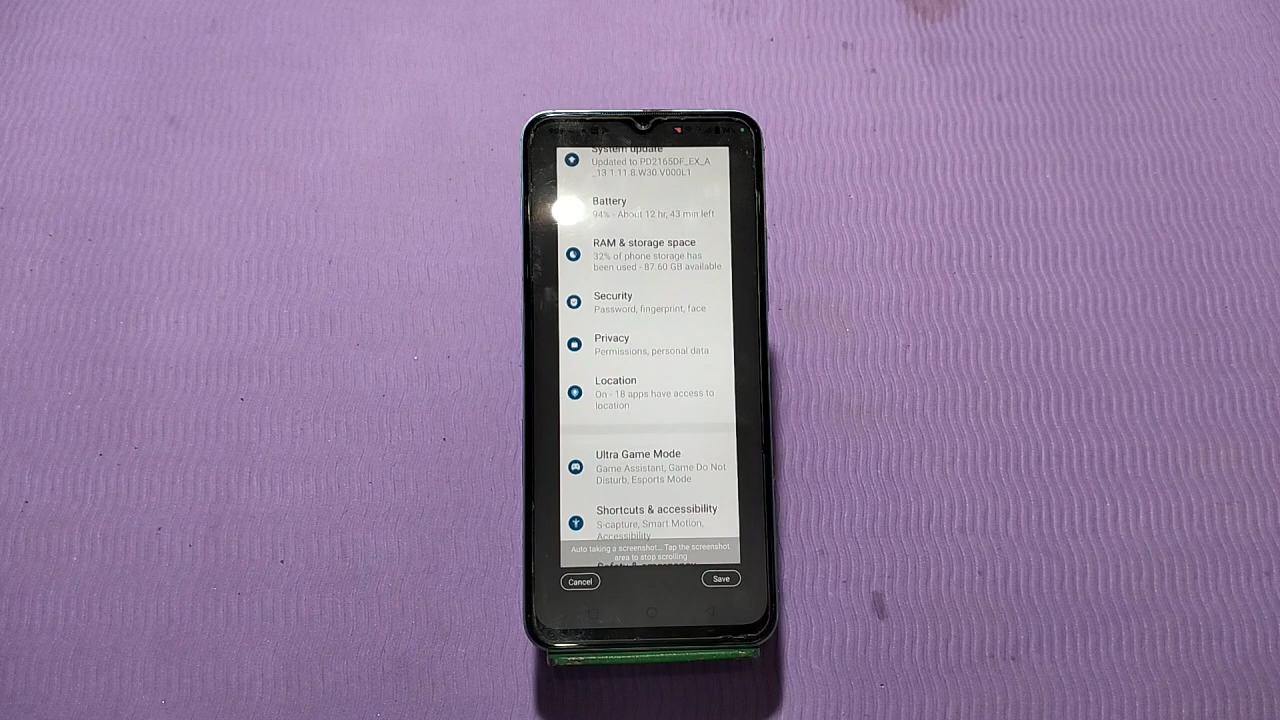 System update
Updated to PD2165DF_EX_A
_13.1.11.8.W30.V000L1
Battery
94% - About 12 hr, 43 min left
RAM & storage space
32% of phone storage has
been used - 87.60 GB available
Security
Password, fingerprint, face
Privacy
Permissions, personal data
Location
On - 18 apps have access to
location
Ultra Game Mode
Game Assistant, Game Do Not
Disturb, Esports Mode
Shortcuts & accessibility
S-capture, Smart Motion,
Accessibility
Auto taking a screenshot... Tap the screenshot
area to stop scrolling
Safety & emergency
Cancel
Save